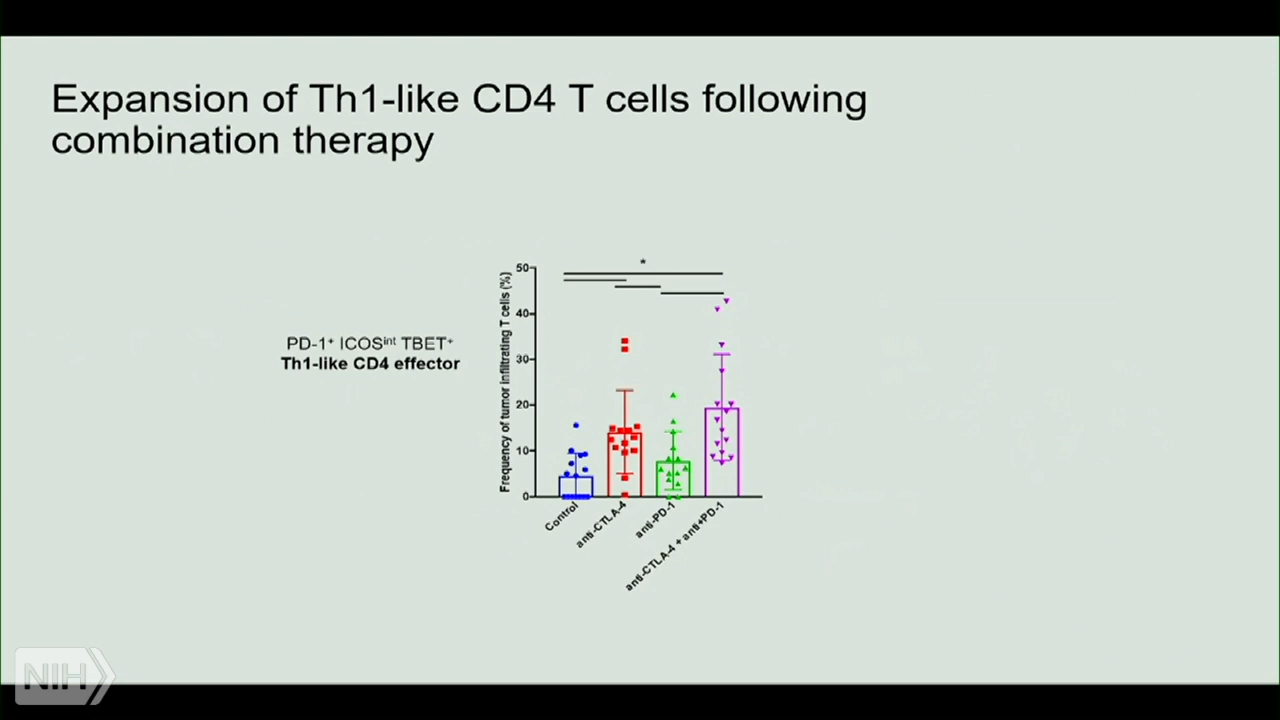 Expansion of Th1-like CD4 T cells following
combination therapy
PD-1⁺ ICOSⁱⁿᵗ TBET⁺
Th1-like CD4 effector
Frequency of tumor infiltrating T cells (%)
50
40
30
20
10
0
*
Control
anti-CTLA-4
anti-PD-1
anti-CTLA-4 + anti+PD-1
NIH